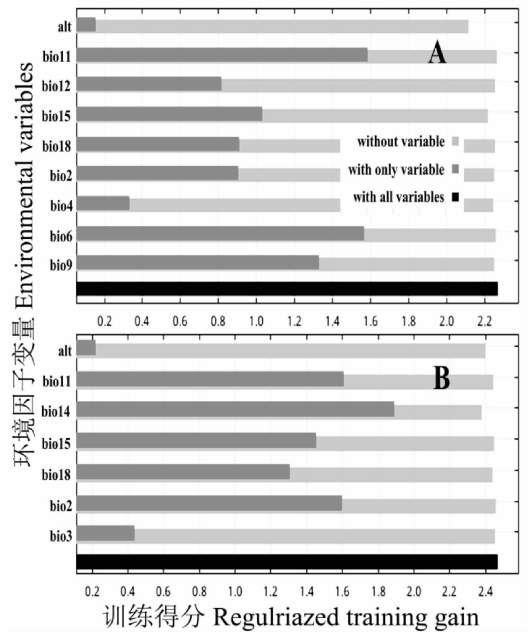 环境因子变量 Environmental variables
alt
bio11
A
bio12
bio15
bio18
without variable
bio2
with only variable
bio4
with all variables
bio6
bio9
0.2 0.4 0.6 0.8 1.0 1.2 1.4 1.6 1.8 2.0 2.2
alt
bio11
B
bio14
bio15
bio18
bio2
bio3
0.2 0.4 0.6 0.8 1.0 1.2 1.4 1.6 1.8 2.0 2.2 2.4
训练得分 Regulriazed training gain